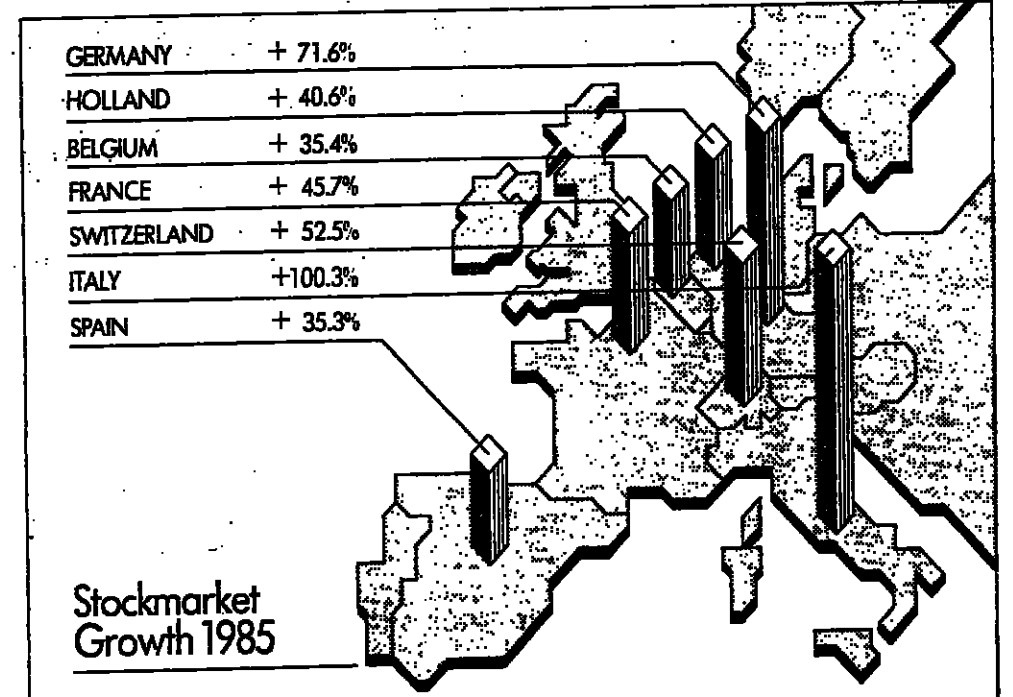 GERMANY + 71.6%
HOLLAND + 40.6%
BELGIUM + 35.4%
FRANCE + 45.7%
SWITZERLAND + 52.5%
ITALY +100.3%
SPAIN + 35.3%
Stockmarket
Growth 1985